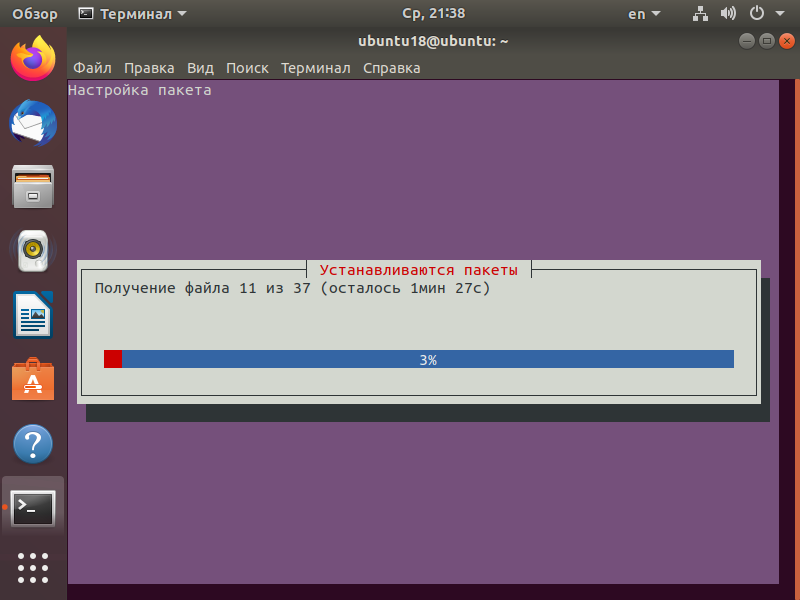 Обзор
Терминал
Ср, 21:38
en
ubuntu18@ubuntu: ~
Файл Правка Вид Поиск Терминал Справка
Настройка пакета
Устанавливаются пакеты
Получение файла 11 из 37 (осталось 1мин 27с)
3%